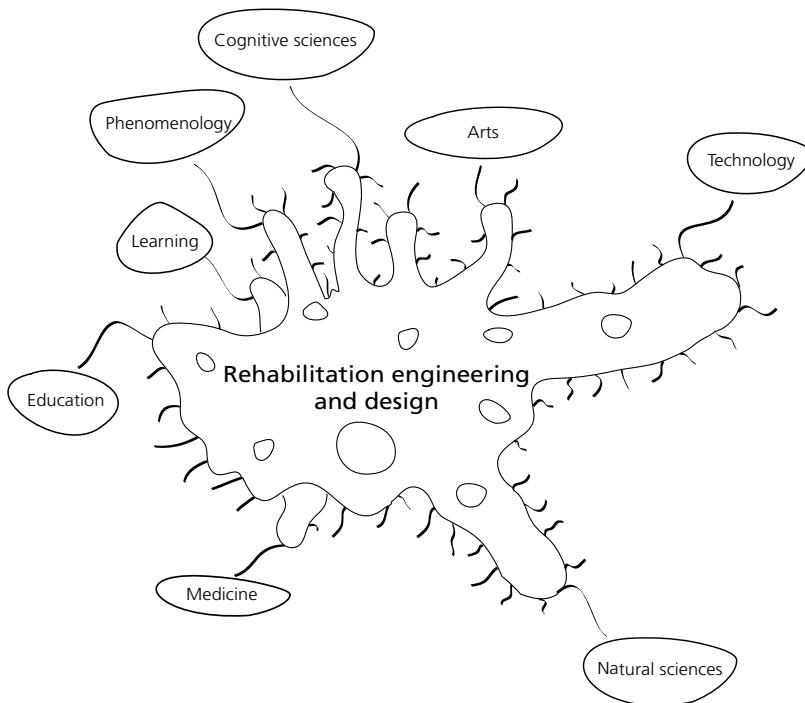 Cognitive sciences
Phenomenology
Arts
Technology
Learning
Rehabilitation engineering
and design
Education
Medicine
Natural sciences